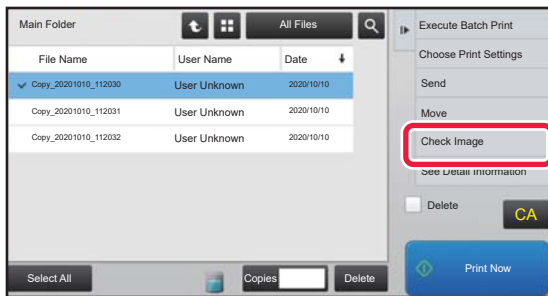 Main Folder
All Files
File Name User Name Date
Copy_20201010_112030 User Unknown 2020/10/10
Copy_20201010_112031 User Unknown 2020/10/10
Copy_20201010_112032 User Unknown 2020/10/10
Select All
Copies
Delete
Execute Batch Print
Choose Print Settings
Send
Move
Check Image
See Detail Information
Delete
CA
Print Now